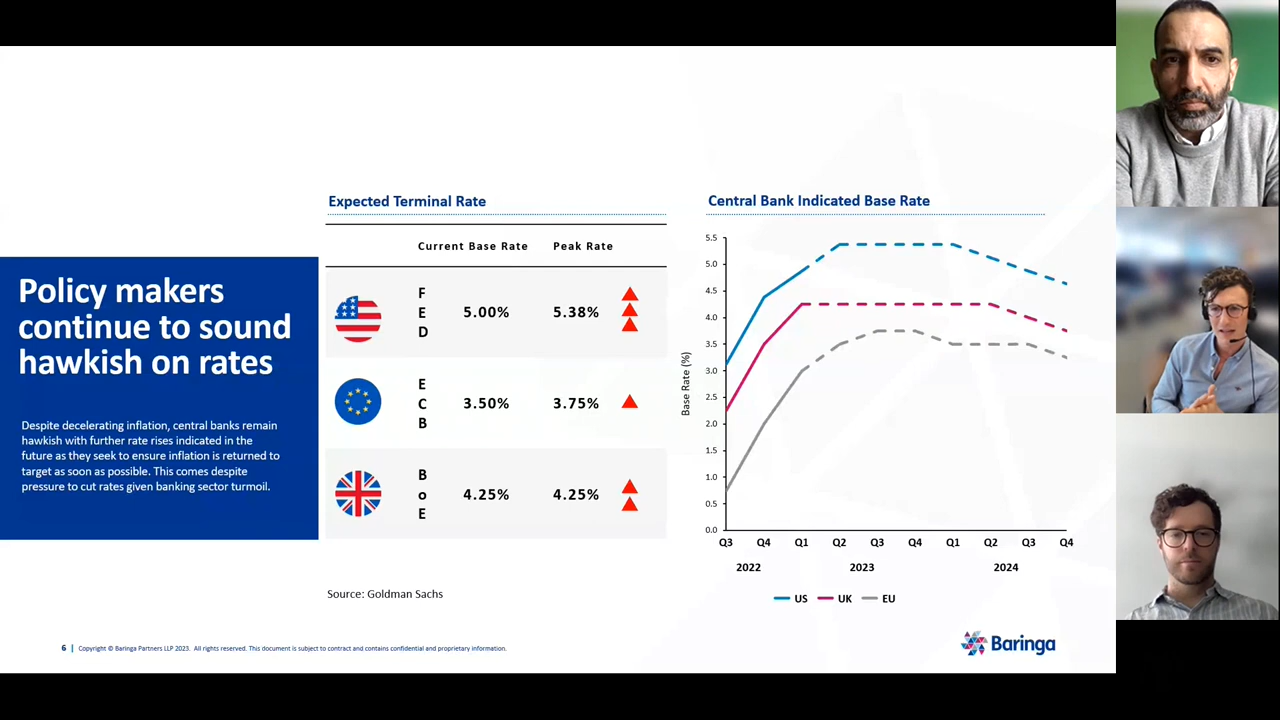 Policy makers
continue to sound
hawkish on rates
Despite decelerating inflation, central banks remain
hawkish with further rate rises indicated in the
future as they seek to ensure inflation is returned to
target as soon as possible. This comes despite
pressure to cut rates given banking sector turmoil.
Expected Terminal Rate
Current Base Rate Peak Rate
F
E 5.00% 5.38%
D
E
C 3.50% 3.75%
B
B
o 4.25% 4.25%
E
Source: Goldman Sachs
Central Bank Indicated Base Rate
Base Rate (%)
5.5
5.0
4.5
4.0
3.5
3.0
2.5
2.0
1.5
1.0
0.5
0.0
Q3 Q4 Q1 Q2 Q3 Q4 Q1 Q2 Q3 Q4
2022 2023 2024
US UK EU
6 | Copyright © Baringa Partners LLP 2023. All rights reserved. This document is subject to contract and contains confidential and proprietary information.
Baringa